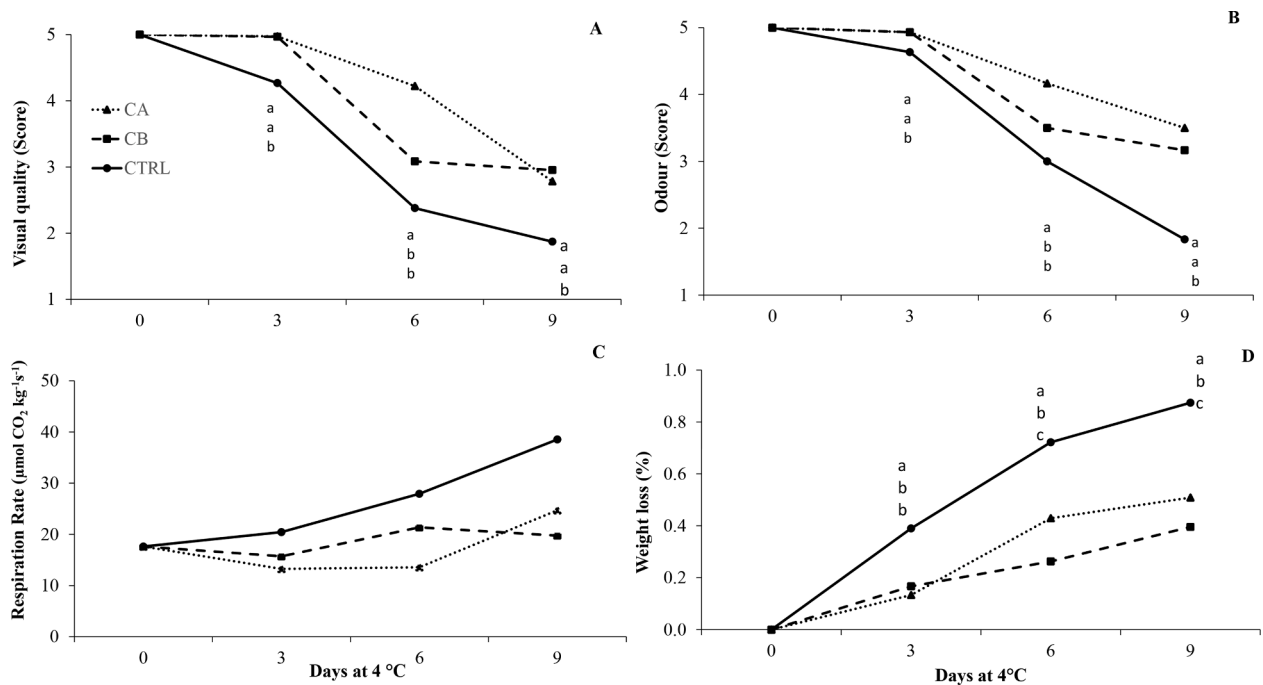 A
Visual quality (Score)
5
4
3
2
1
CA
CB
CTRL
a
a
b
a
b
b
a
a
b
0 3 6 9
B
Odour (Score)
5
4
3
2
1
a
a
b
a
b
b
a
a
b
0 3 6 9
C
Respiration Rate (µmol CO₂ kg⁻¹s⁻¹)
50
40
30
20
10
0
0 3 6 9
Days at 4 °C
D
Weight loss (%)
1.0
0.8
0.6
0.4
0.2
0.0
a
b
b
a
b
c
a
b
c
0 3 6 9
Days at 4°C